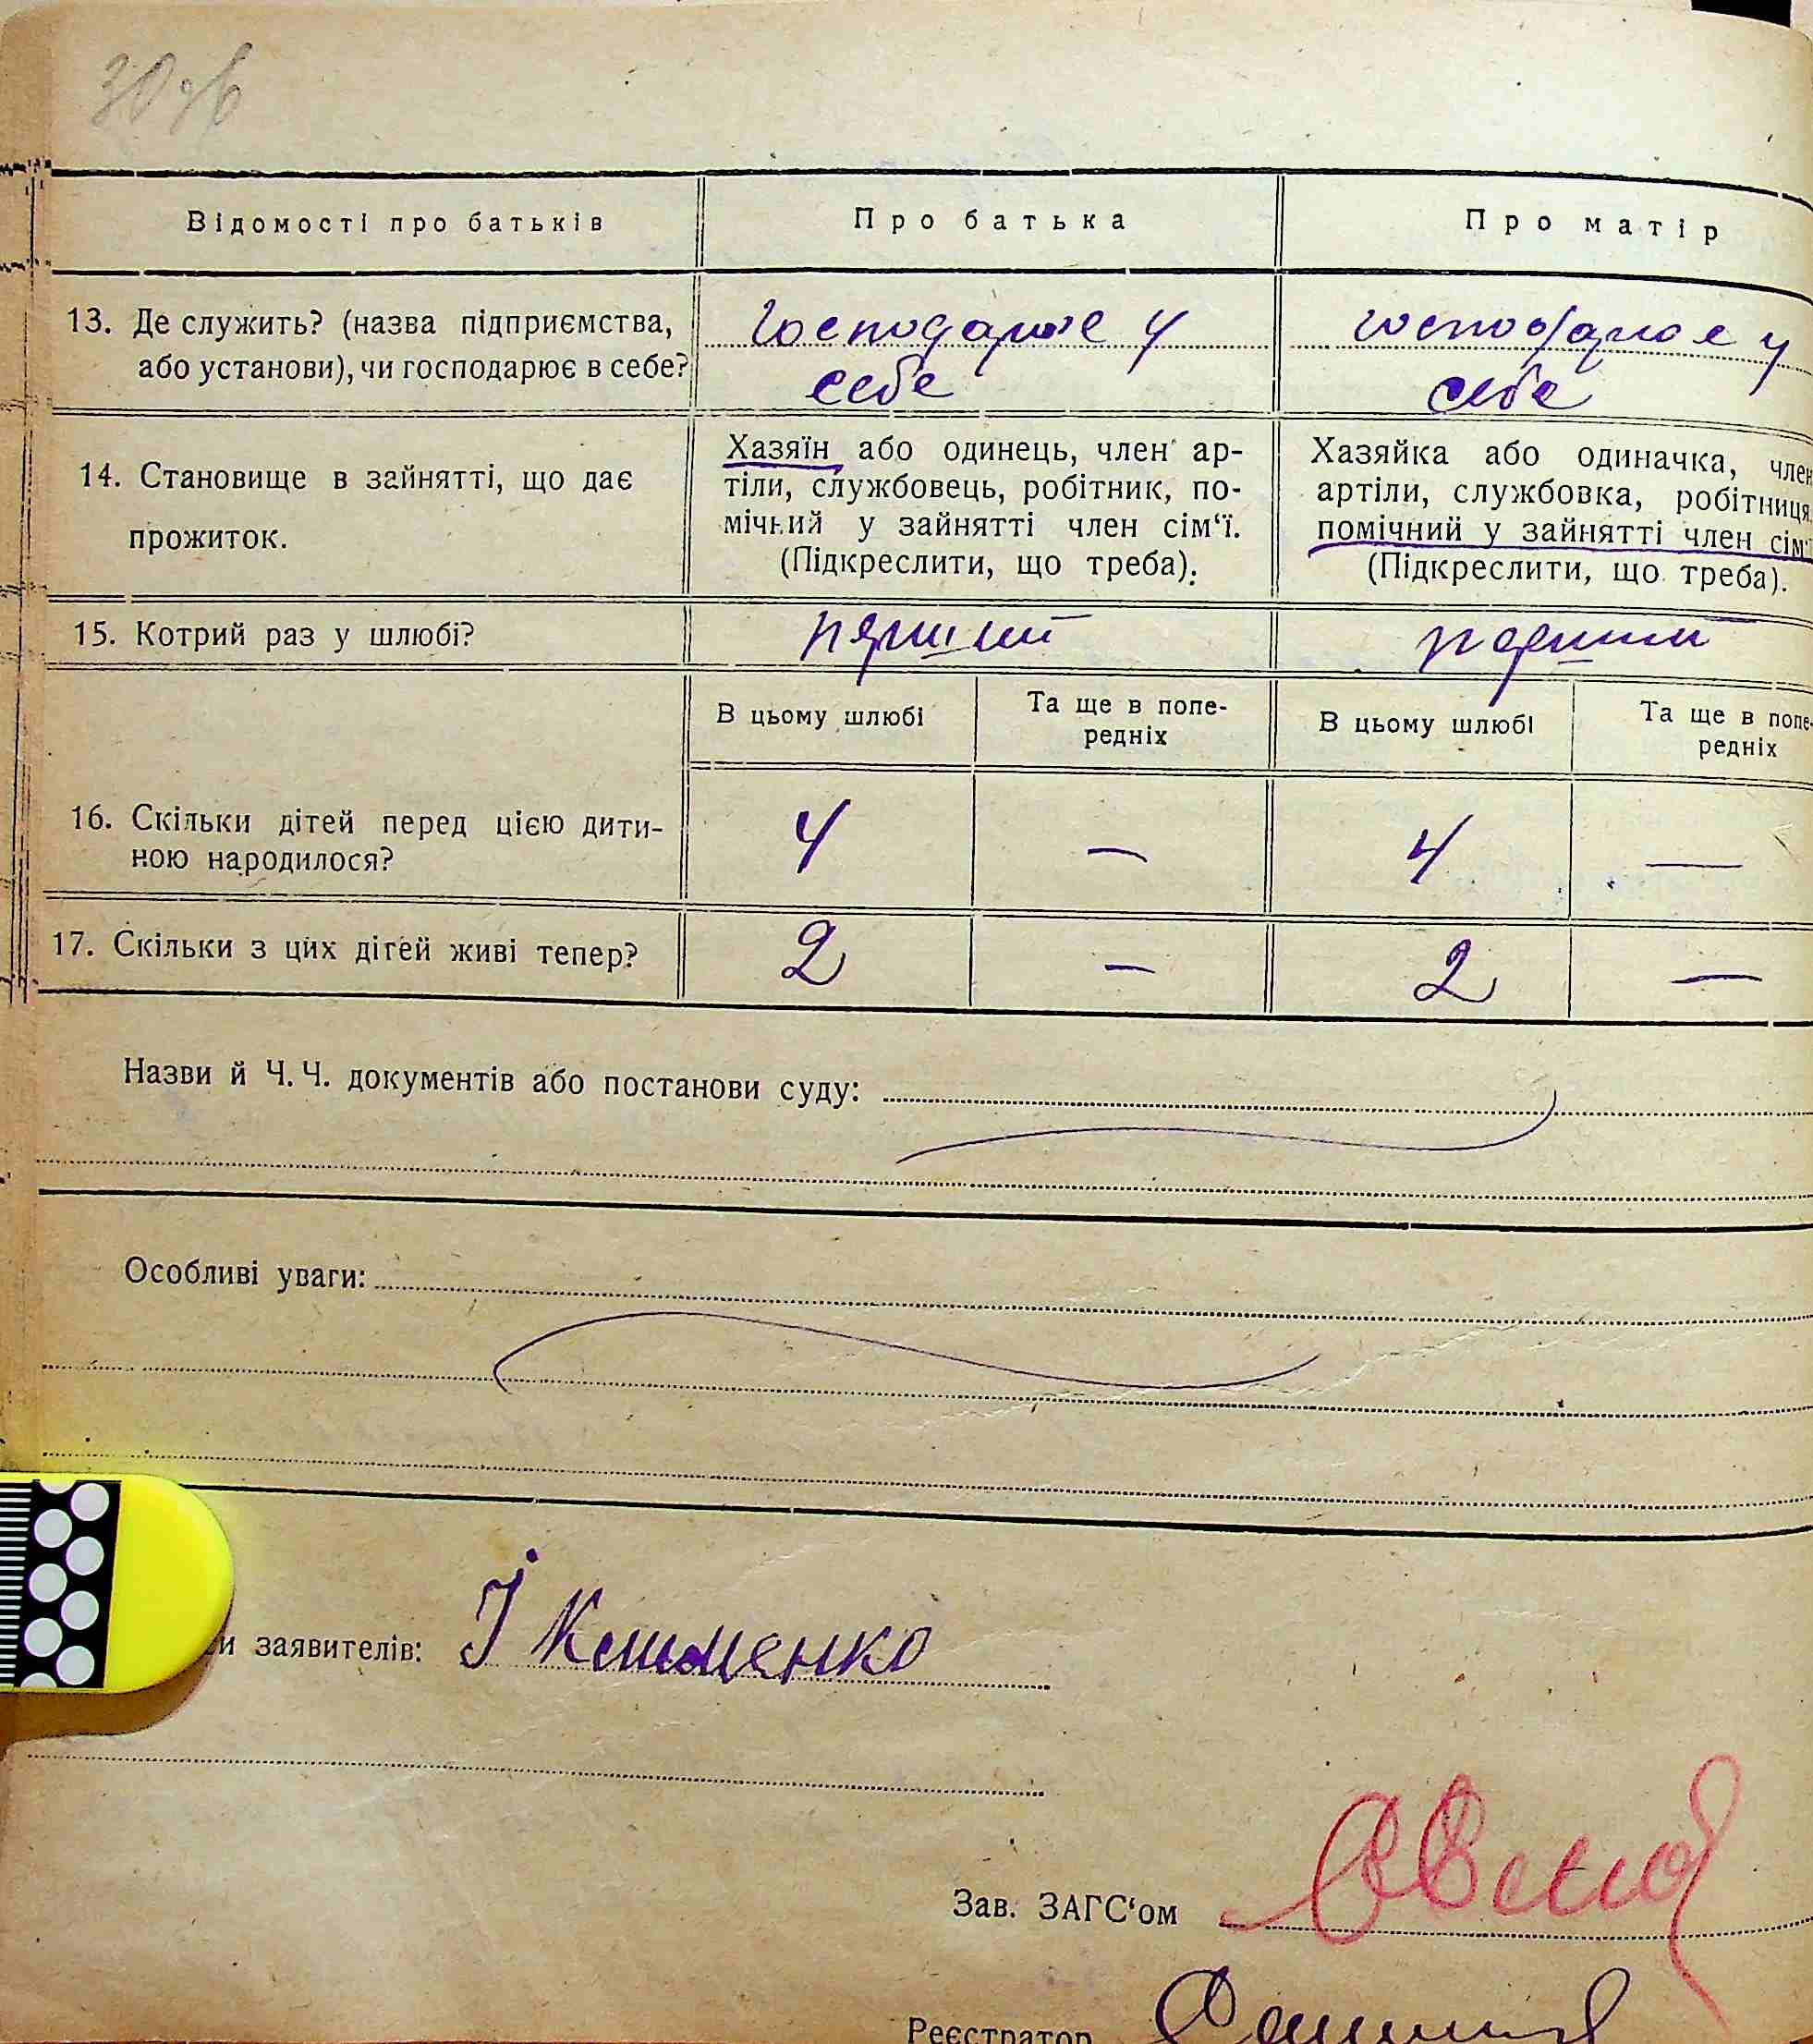 30 зв
Відомості про батьків
Про батька
Про матір
13. Де служить? (назва підприємства,
або установи), чи господарює в себе?
Господарює у
себе
господарює у
себе
14. Становище в зайнятті, що дає
прожиток.
Хазяїн або одинець, член ар-
тіли, службовець, робітник, по-
мічний у зайнятті член сім‘ї.
(Підкреслити, що треба).
Хазяйка або одиначка, член
артіли, службовка, робітниця,
помічний у зайнятті член сім‘ї
(Підкреслити, що треба).
15. Котрий раз у шлюбі?
перший
перший
В цьому шлюбі
Та ще в попе-
редніх
В цьому шлюбі
Та ще в попе-
редніх
16. Скільки дітей перед цією дити-
ною народилося?
4
—
4
—
17. Скільки з цих дітей живі тепер?
2
—
2
—
Назви й Ч. Ч. документів або постанови суду:
Особливі уваги:
и заявителів:
І
Зав. ЗАГС‘ом
Реєстратор